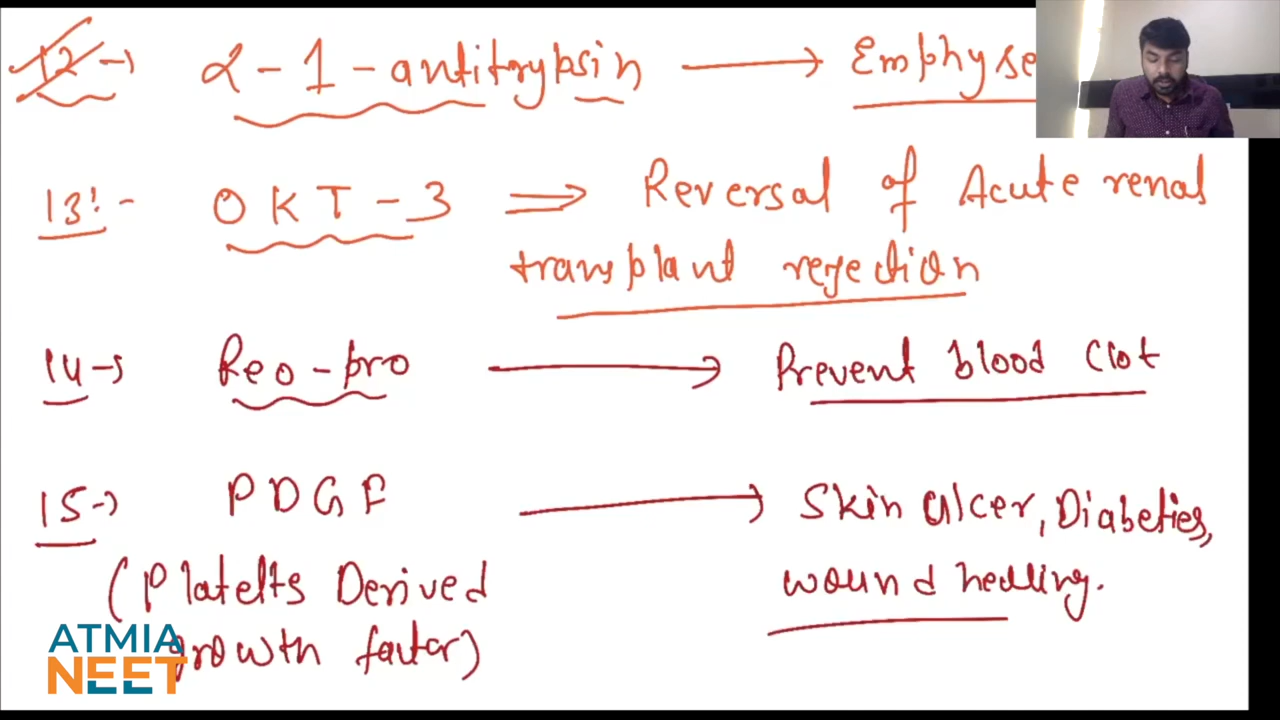 12 → α-1-antitrypsin → Emphyse
13:- OKT-3 ⇒ Reversal of Acute renal
transplant rejection
14 → Reo-pro → Prevent blood Clot
15 → PDGF → Skin Ulcer, Diabeties,
(Platelts Derived wound healing.
growth factor)
ATMIA
NEET